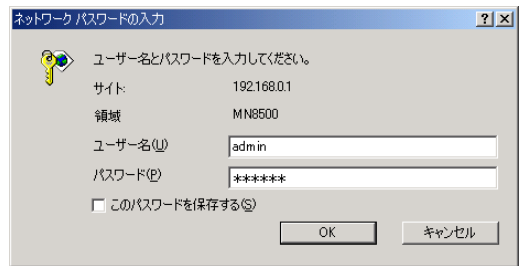 ネットワーク パスワードの入力
ユーザー名とパスワードを入力してください。
サイト: 192.168.0.1
領域 MN8500
ユーザー名(U) admin
パスワード(P) ******
このパスワードを保存する(S)
OK キャンセル